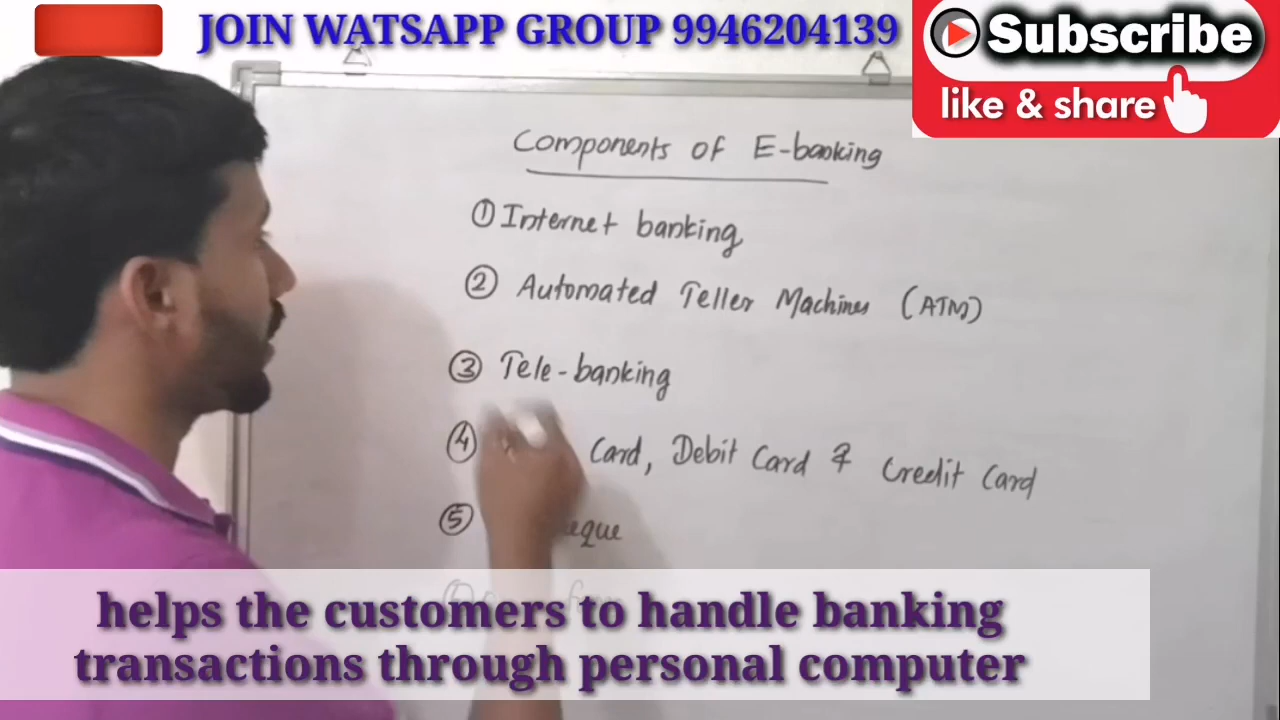 JOIN WATSAPP GROUP 9946204139
Subscribe
like & share
Components of E-banking
① Internet banking
② Automated Teller Machines (ATM)
③ Tele-banking
④ Card, Debit Card & Credit Card
⑤
helps the customers to handle banking
transactions through personal computer